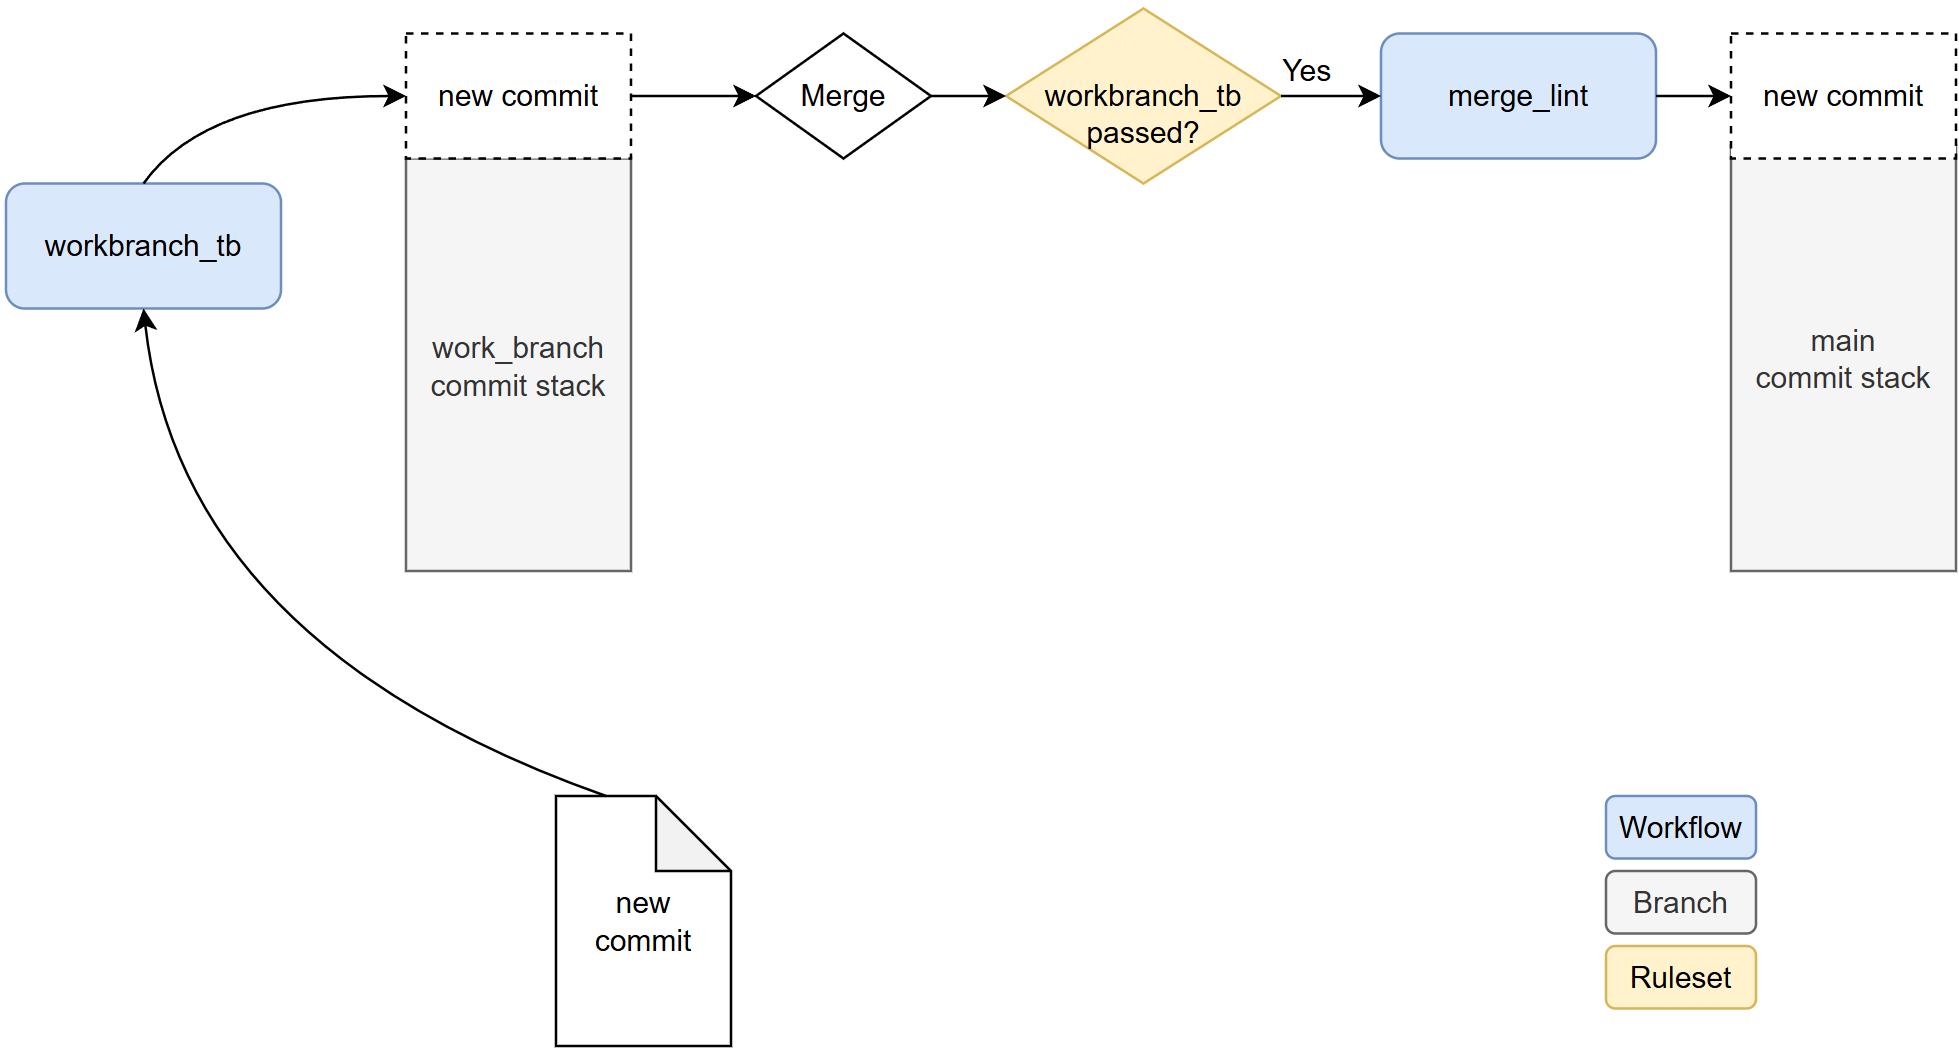 new commit
Merge
workbranch_tb
passed?
Yes
merge_lint
new commit
workbranch_tb
work_branch
commit stack
main
commit stack
new
commit
Workflow
Branch
Ruleset